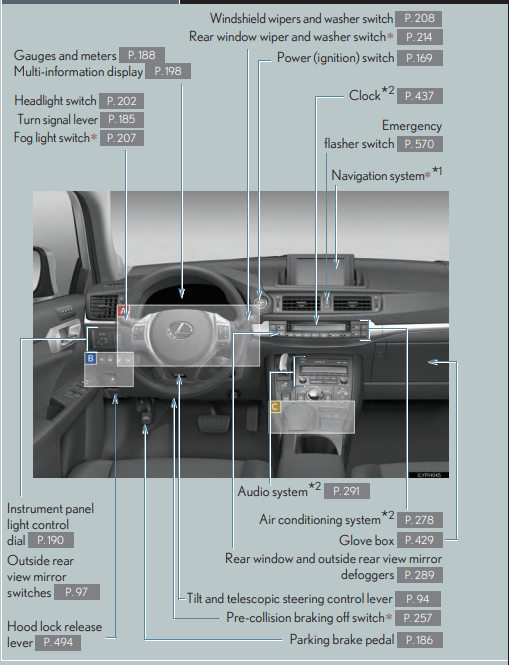 Windshield wipers and washer switch P. 208
Rear window wiper and washer switch* P. 214
Gauges and meters P. 188
Power (ignition) switch P. 169
Multi-information display P. 198
Clock*2 P. 437
Headlight switch P. 202
Turn signal lever P. 185
Emergency
Fog light switch* P. 207
flasher switch P. 570
Navigation system**1
A
B
C
ILYPH045
Audio system*2 P. 291
Instrument panel
light control
dial P. 190
Air conditioning system*2 P. 278
Glove box P. 429
Outside rear
view mirror
switches P. 97
Rear window and outside rear view mirror
defoggers P. 289
Tilt and telescopic steering control lever P. 94
Pre-collision braking off switch* P. 257
Hood lock release
lever P. 494
Parking brake pedal P. 186